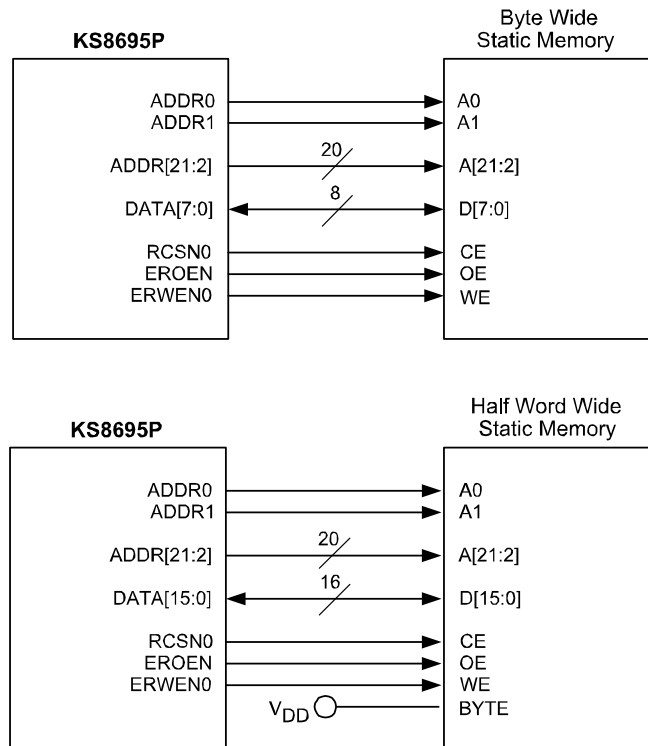 Byte Wide
Static Memory
KS8695P
ADDR0 A0
ADDR1 A1
ADDR[21:2] 20 A[21:2]
DATA[7:0] 8 D[7:0]
RCSN0 CE
EROEN OE
ERWEN0 WE
Half Word Wide
Static Memory
KS8695P
ADDR0 A0
ADDR1 A1
ADDR[21:2] 20 A[21:2]
DATA[15:0] 16 D[15:0]
RCSN0 CE
EROEN OE
ERWEN0 WE
VDD BYTE